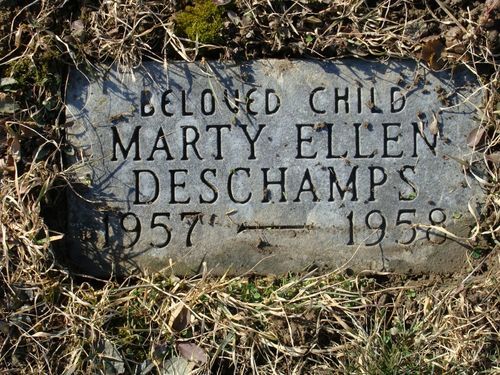 BELOVED CHILD
MARTY ELLEN
DESCHAMPS
1957 — 1958